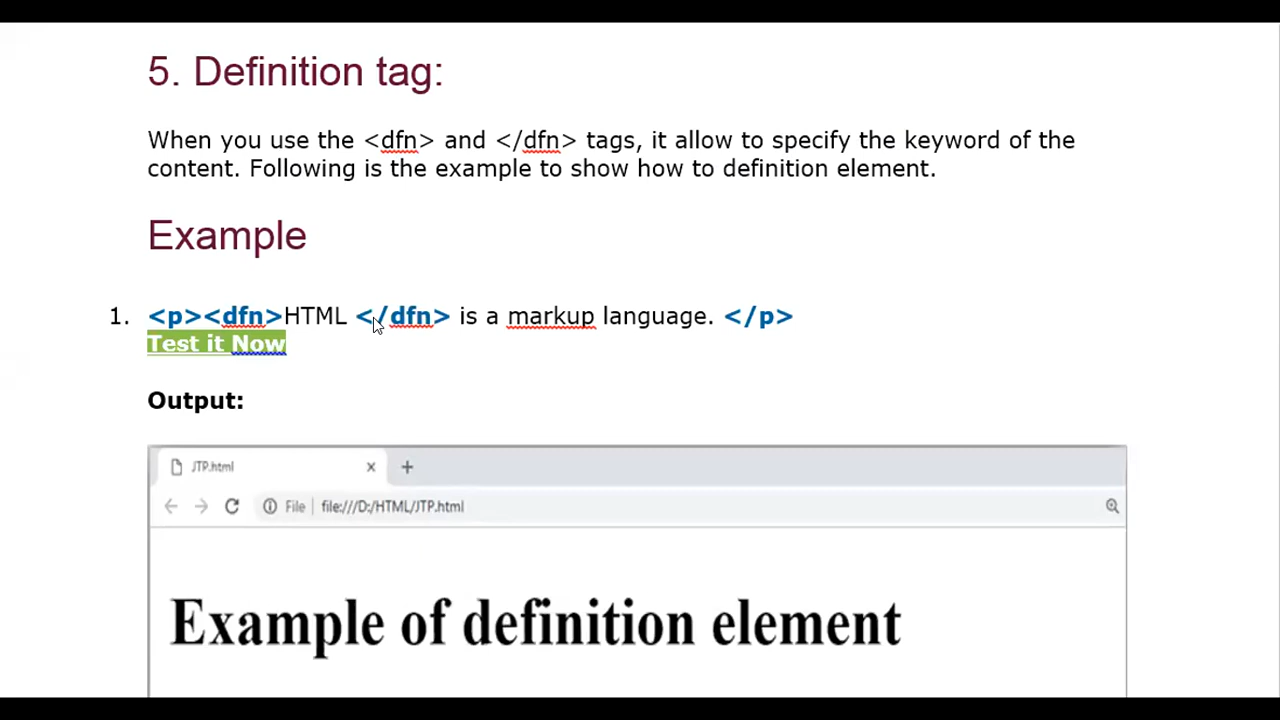 5. Definition tag:
When you use the <dfn> and </dfn> tags, it allow to specify the keyword of the
content. Following is the example to show how to definition element.
Example
1. <p><dfn>HTML </dfn> is a markup language. </p>
Test it Now
Output:
JTP.html
File file:///D:/HTML/JTP.html
Example of definition element